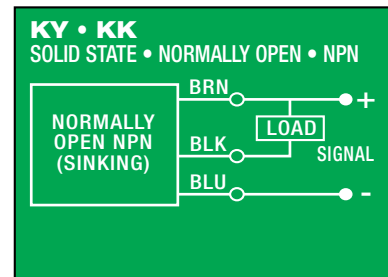 KY • KK
SOLID STATE • NORMALLY OPEN • NPN
BRN
+
NORMALLY
OPEN NPN
(SINKING)
LOAD
BLK
SIGNAL
BLU
-